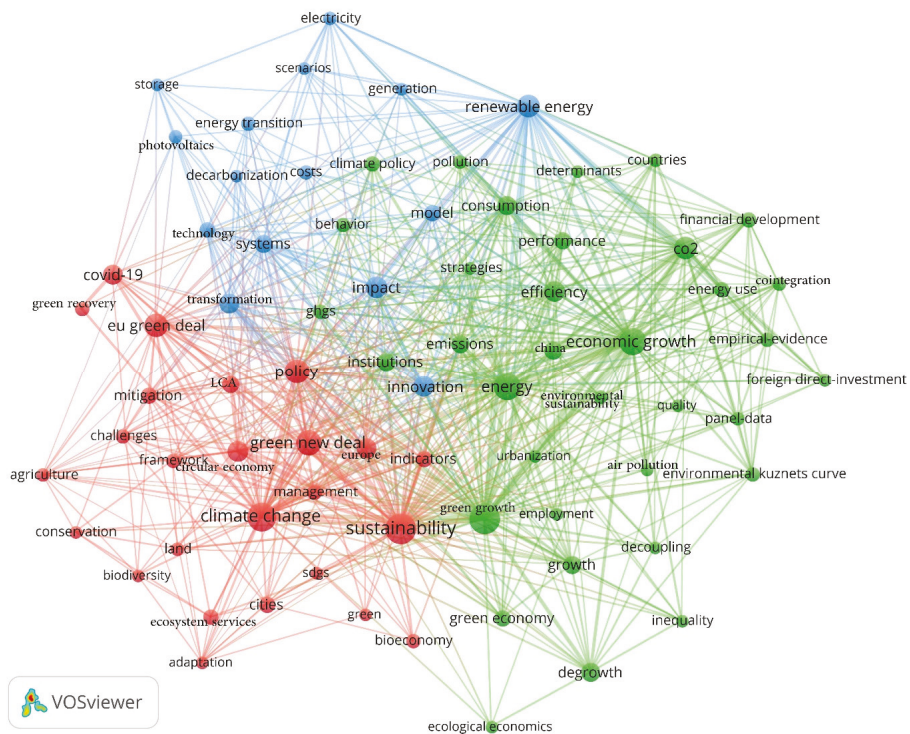 electricity
scenarios
storage
generation
renewable energy
energy transition
photovoltaics
climate policy
pollution
countries
determinants
decarbonization
costs
consumption
model
behavior
financial development
technology
systems
performance
co2
strategies
covid-19
cointegration
impact
energy use
efficiency
green recovery
transformation
ghgs
eu green deal
emissions
china
economic growth
empirical-evidence
institutions
policy
LCA
innovation
energy
foreign direct-investment
mitigation
environmental
sustainability
quality
panel-data
challenges
green new deal
europe
indicators
urbanization
framework
circular economy
air pollution
agriculture
environmental kuznets curve
management
green growth
employment
climate change
sustainability
conservation
land
decoupling
biodiversity
sdgs
growth
cities
green
ecosystem services
green economy
inequality
bioeconomy
adaptation
degrowth
VOSviewer
ecological economics